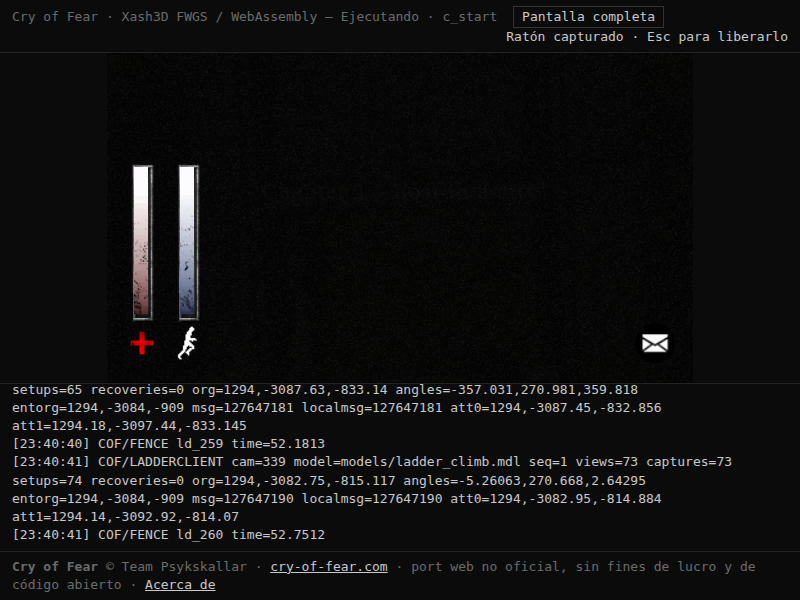 Cry of Fear · Xash3D FWGS / WebAssembly — Ejecutando · c_start Pantalla completa
Ratón capturado · Esc para liberarlo
setups=65 recoveries=0 org=1294,-3087.63,-833.14 angles=-357.031,270.981,359.818
entorg=1294,-3084,-909 msg=127647181 localmsg=127647181 att0=1294,-3087.45,-832.856
att1=1294.18,-3097.44,-833.145
[23:40:40] COF/FENCE ld_259 time=52.1813
[23:40:41] COF/LADDERCLIENT cam=339 model=models/ladder_climb.mdl seq=1 views=73 captures=73
setups=74 recoveries=0 org=1294,-3082.75,-815.117 angles=-5.26063,270.668,2.64295
entorg=1294,-3084,-909 msg=127647190 localmsg=127647190 att0=1294,-3082.95,-814.884
att1=1294.14,-3092.92,-814.07
[23:40:41] COF/FENCE ld_260 time=52.7512
Cry of Fear © Team Psykskallar · cry-of-fear.com · port web no oficial, sin fines de lucro y de
código abierto · Acerca de